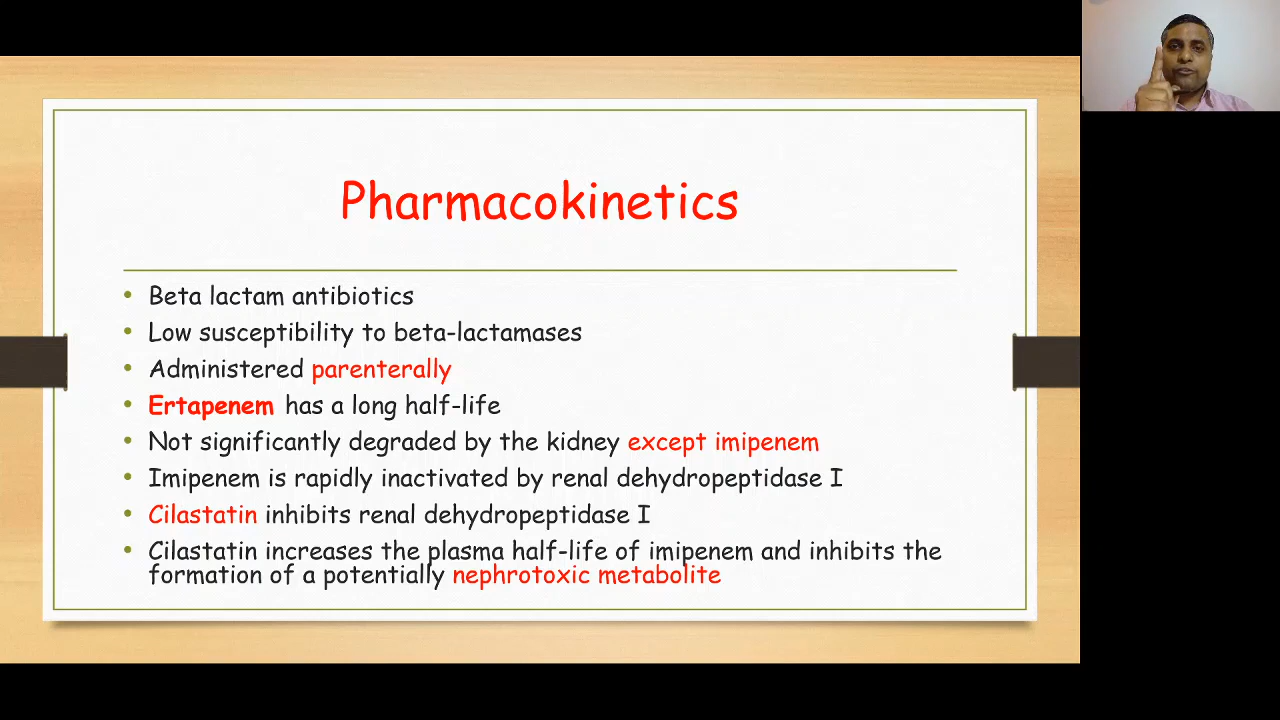 Pharmacokinetics
• Beta lactam antibiotics
• Low susceptibility to beta-lactamases
• Administered parenterally
• Ertapenem has a long half-life
• Not significantly degraded by the kidney except imipenem
• Imipenem is rapidly inactivated by renal dehydropeptidase I
• Cilastatin inhibits renal dehydropeptidase I
• Cilastatin increases the plasma half-life of imipenem and inhibits the
formation of a potentially nephrotoxic metabolite